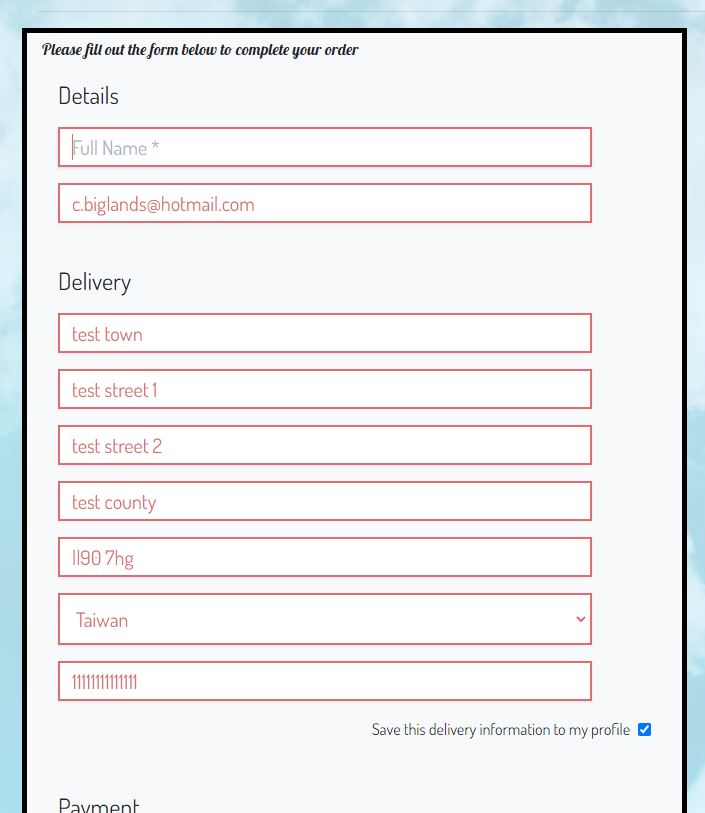 Please fill out the form below to complete your order
Details
Full Name *
c.biglands@hotmail.com
Delivery
test town
test street 1
test street 2
test county
ll90 7hg
Taiwan
11111111111111
Save this delivery information to my profile
Payment